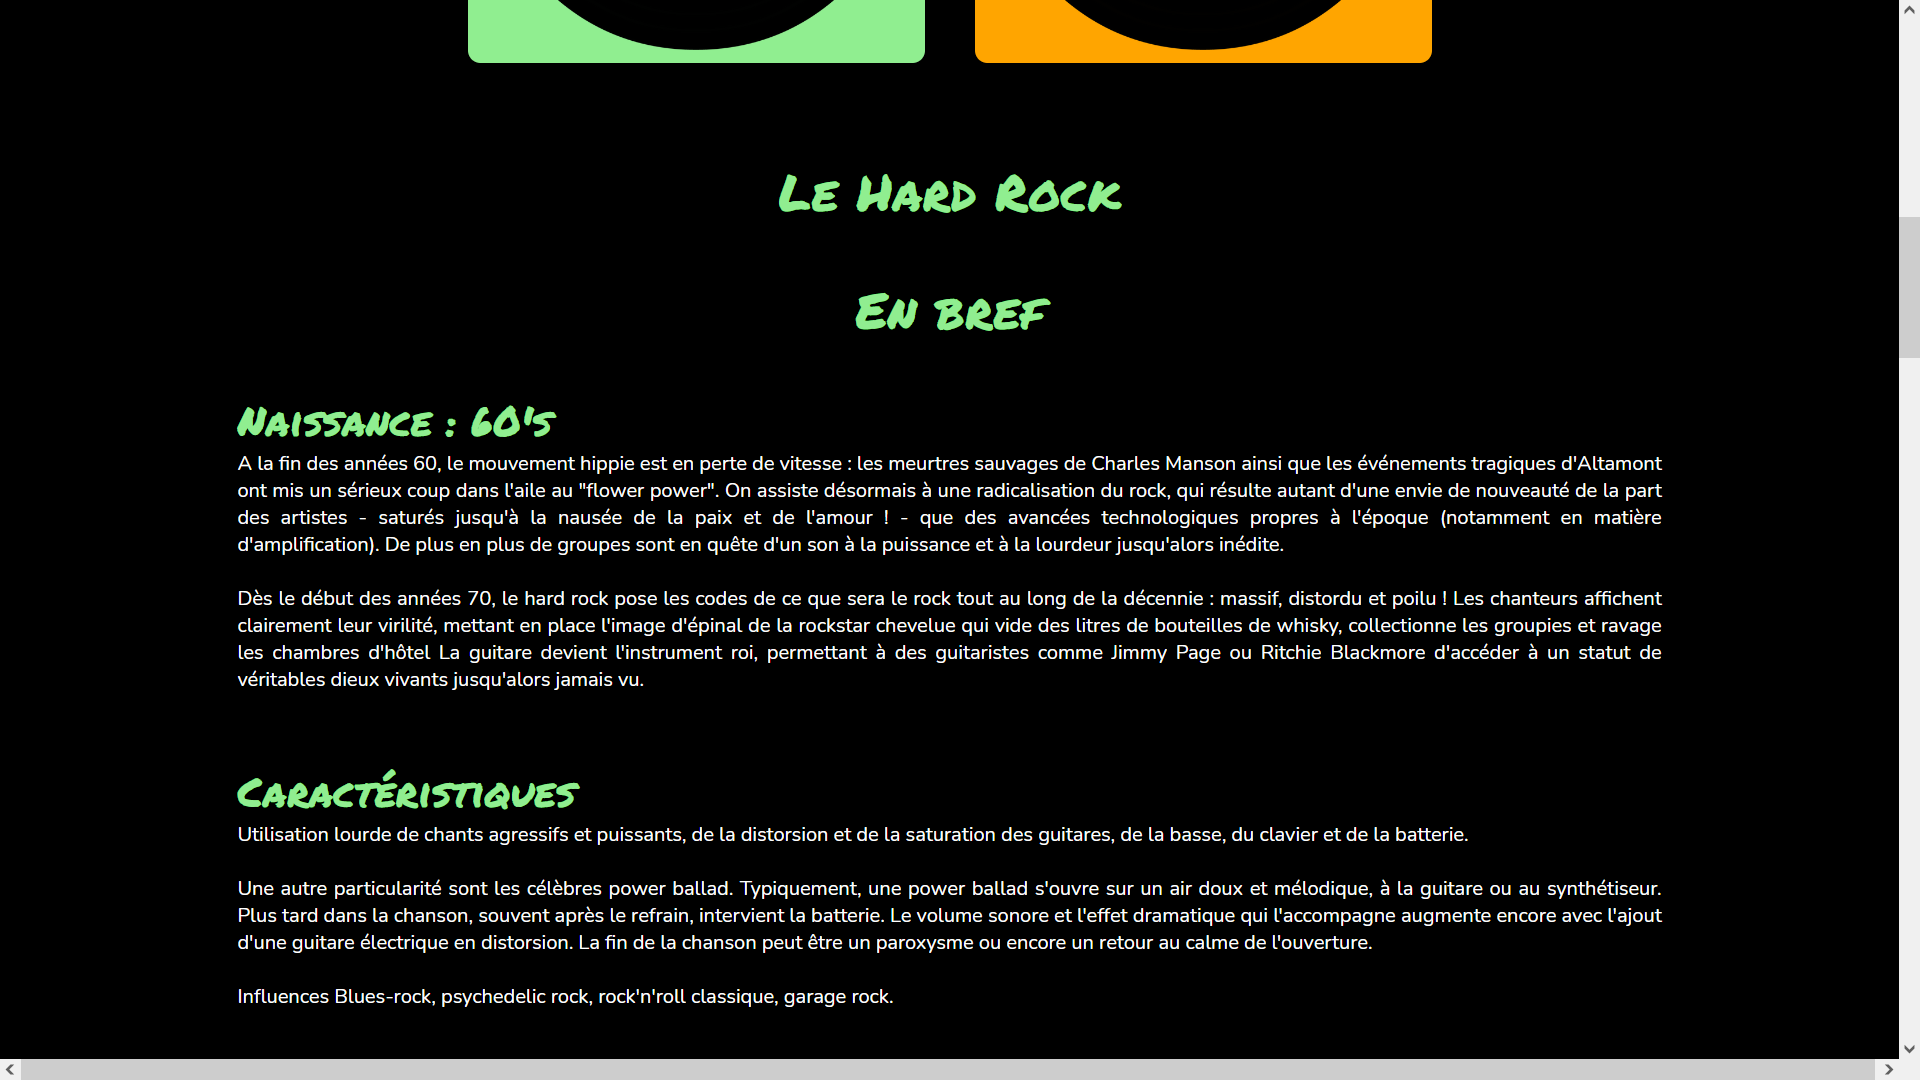 Le Hard Rock
En bref
Naissance : 60's
A la fin des années 60, le mouvement hippie est en perte de vitesse : les meurtres sauvages de Charles Manson ainsi que les événements tragiques d'Altamont
ont mis un sérieux coup dans l'aile au "flower power". On assiste désormais à une radicalisation du rock, qui résulte autant d'une envie de nouveauté de la part
des artistes - saturés jusqu'à la nausée de la paix et de l'amour ! - que des avancées technologiques propres à l'époque (notamment en matière
d'amplification). De plus en plus de groupes sont en quête d'un son à la puissance et à la lourdeur jusqu'alors inédite.
Dès le début des années 70, le hard rock pose les codes de ce que sera le rock tout au long de la décennie : massif, distordu et poilu ! Les chanteurs affichent
clairement leur virilité, mettant en place l'image d'épinal de la rockstar chevelue qui vide des litres de bouteilles de whisky, collectionne les groupies et ravage
les chambres d'hôtel La guitare devient l'instrument roi, permettant à des guitaristes comme Jimmy Page ou Ritchie Blackmore d'accéder à un statut de
véritables dieux vivants jusqu'alors jamais vu.
Caractéristiques
Utilisation lourde de chants agressifs et puissants, de la distorsion et de la saturation des guitares, de la basse, du clavier et de la batterie.
Une autre particularité sont les célèbres power ballad. Typiquement, une power ballad s'ouvre sur un air doux et mélodique, à la guitare ou au synthétiseur.
Plus tard dans la chanson, souvent après le refrain, intervient la batterie. Le volume sonore et l'effet dramatique qui l'accompagne augmente encore avec l'ajout
d'une guitare électrique en distorsion. La fin de la chanson peut être un paroxysme ou encore un retour au calme de l'ouverture.
Influences Blues-rock, psychedelic rock, rock'n'roll classique, garage rock.